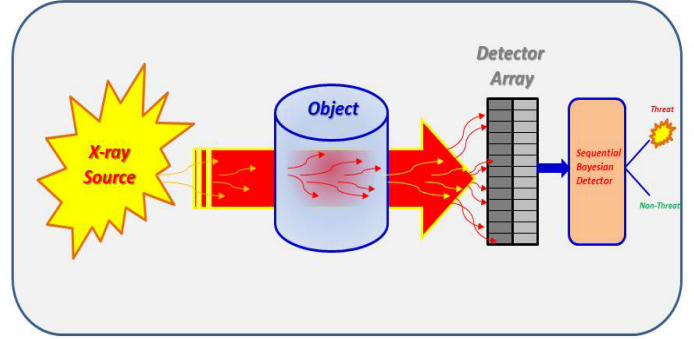 X-ray
Source
Object
Detector
Array
Sequential
Bayesian
Detector
Threat
Non-Threat